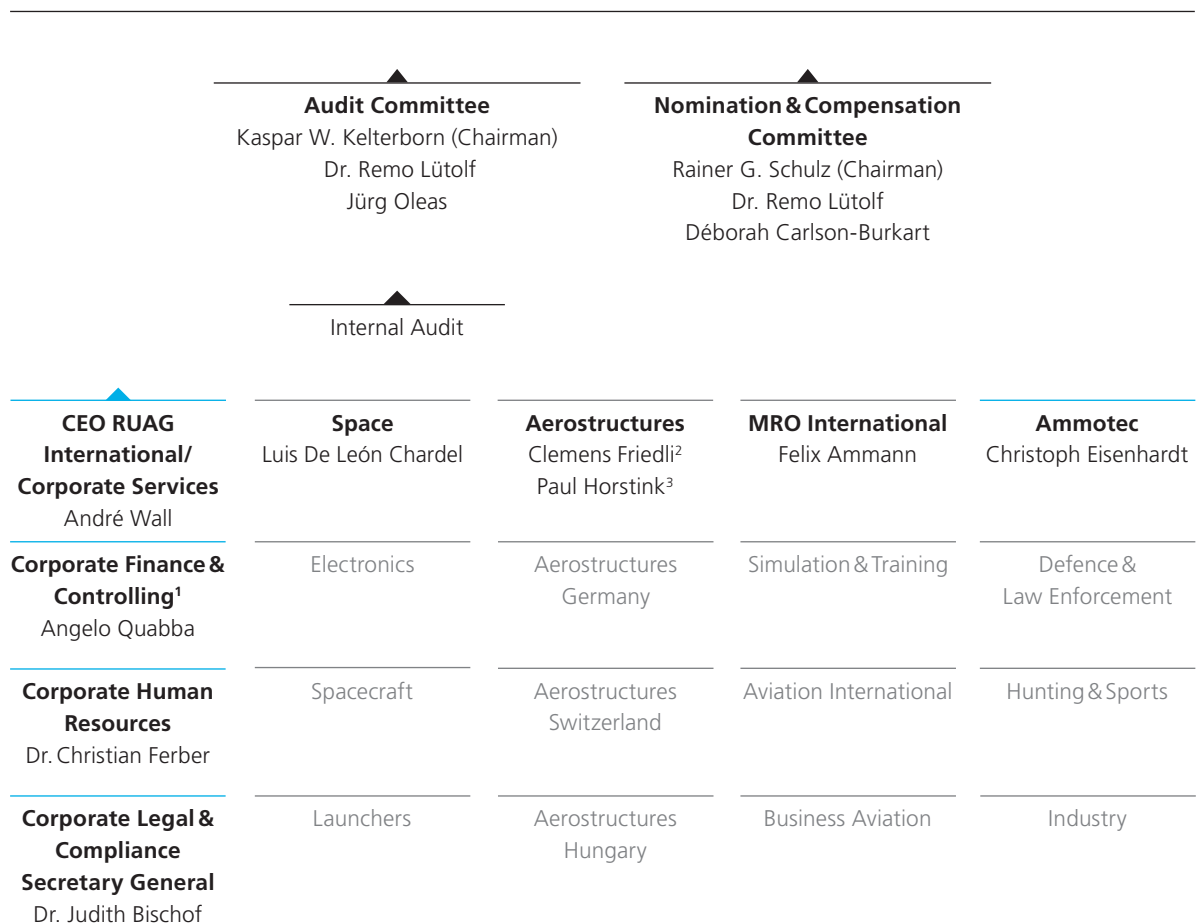 Audit Committee
Kaspar W. Kelterborn (Chairman)
Dr. Remo Lütolf
Jürg Oleas
Nomination & Compensation
Committee
Rainer G. Schulz (Chairman)
Dr. Remo Lütolf
Déborah Carlson-Burkart
Internal Audit
CEO RUAG
International/
Corporate Services
André Wall
Space
Luis De León Chardel
Aerostructures
Clemens Friedli²
Paul Horstink³
MRO International
Felix Ammann
Ammotec
Christoph Eisenhardt
Corporate Finance &
Controlling¹
Angelo Quabba
Electronics
Aerostructures
Germany
Simulation & Training
Defence &
Law Enforcement
Corporate Human
Resources
Dr. Christian Ferber
Spacecraft
Aerostructures
Switzerland
Aviation International
Hunting & Sports
Corporate Legal &
Compliance
Secretary General
Dr. Judith Bischof
Launchers
Aerostructures
Hungary
Business Aviation
Industry